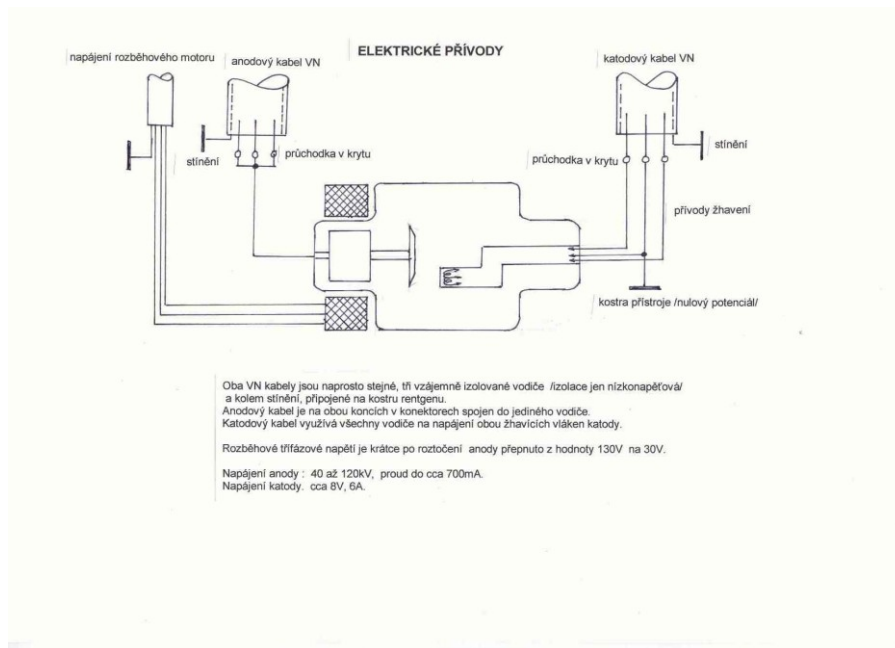 ELEKTRICKÉ PŘÍVODY
napájení rozběhového motoru
anodový kabel VN
katodový kabel VN
stínění
průchodka v krytu
průchodka v krytu
stínění
přívody žhavení
kostra přístroje /nulový potenciál/
Oba VN kabely jsou naprosto stejné, tři vzájemně izolované vodiče /izolace jen nízkonapěťová/
a kolem stínění, připojené na kostru rentgenu.
Anodový kabel je na obou koncích v konektorech spojen do jediného vodiče.
Katodový kabel využívá všechny vodiče na napájení obou žhavících vláken katody.
Rozběhové třífázové napětí je krátce po roztočení anody přepnuto z hodnoty 130V na 30V.
Napájení anody : 40 až 120kV, proud do cca 700mA.
Napájení katody. cca 8V, 6A.